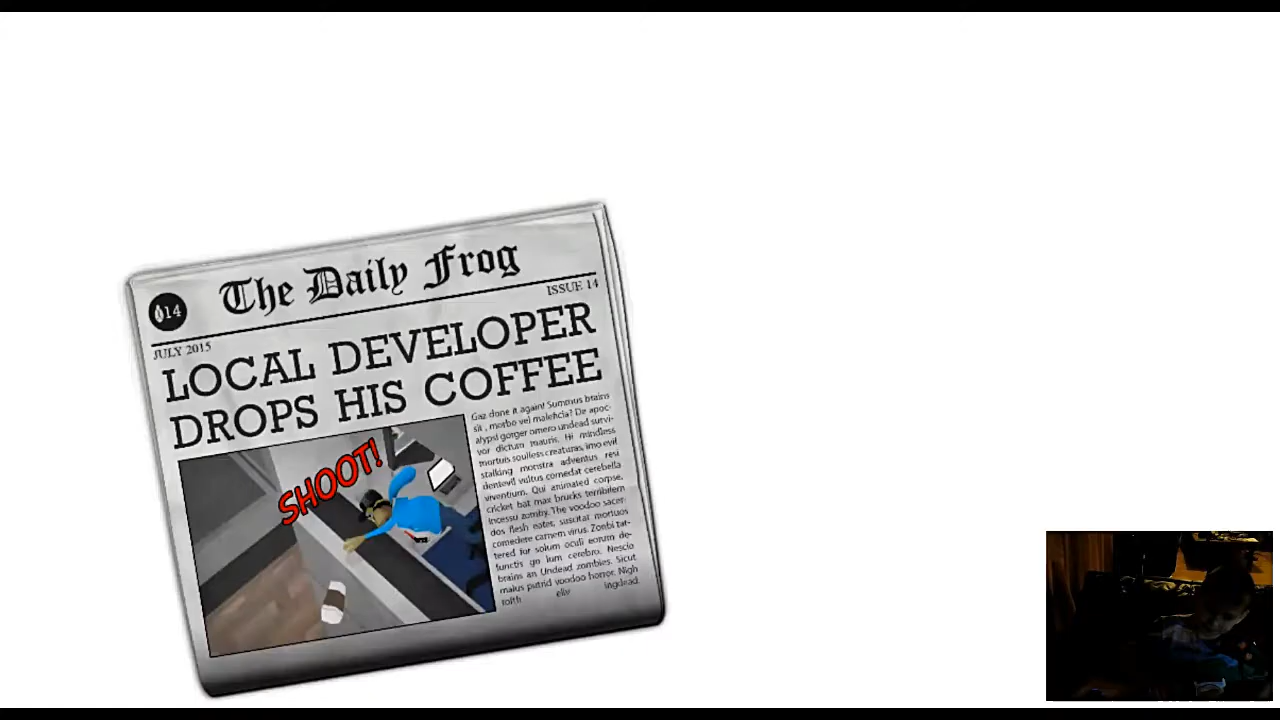 The Daily Frog
14
ISSUE 14
JULY 2015
LOCAL DEVELOPER
DROPS HIS COFFEE
SHOOT!
Gaz done it again! Summus brains
sit , morbo vel maleficia? De apoc-
alypsi gorger omero undead survi-
vor dictum mauris. Hi mindless
mortuis soulless creaturas, imo evil
stalking monstra adventus resi
dentevil vultus comedat cerebella
viventium. Qui animated corpse,
cricket bat max brucks terribilem
incessu zomby. The voodoo sacer-
dos flesh eater, suscitat mortuos
comedere carnem virus. Zonbi tat-
tered for solum oculi eorum de-
functis go lum cerebro. Nescio
brains an Undead zombies. Sicut
malus putrid voodoo horror. Nigh
tofth eliv ingdead.